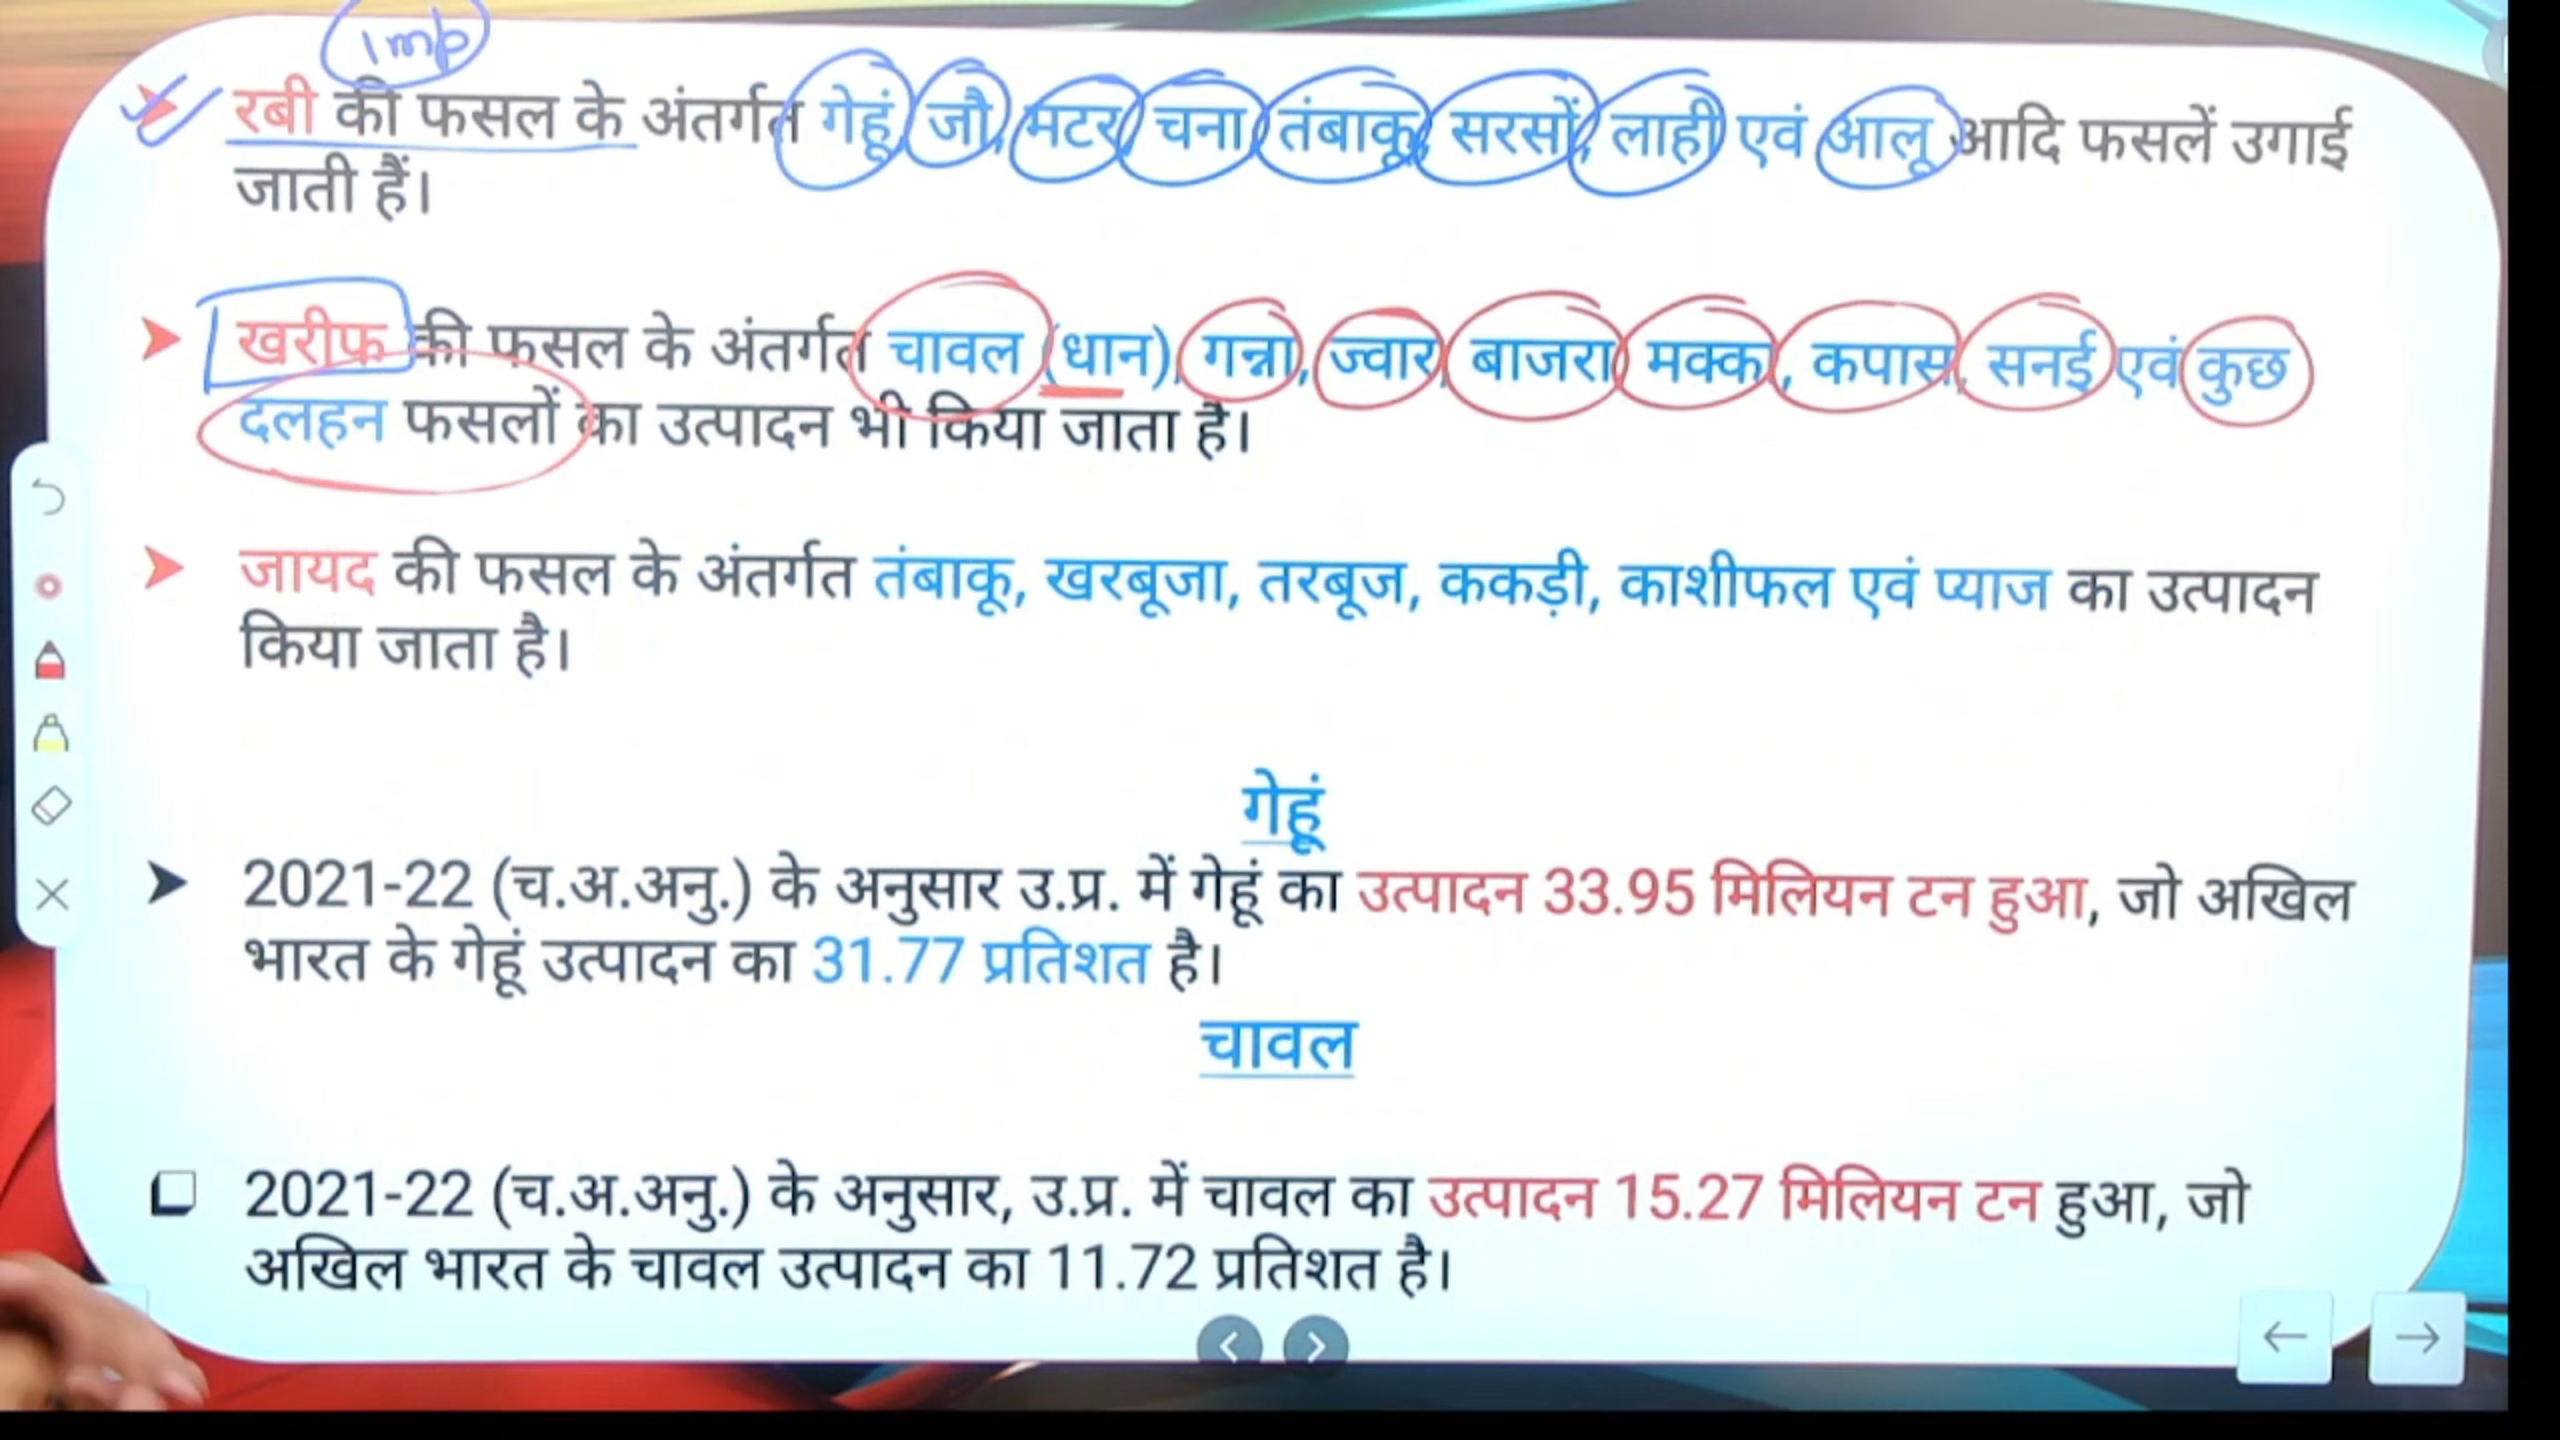 Imp
रबी की फसल के अंतर्गत गेहूं, जौ, मटर, चना, तंबाकू, सरसों, लाही एवं आलू आदि फसलें उगाई
जाती हैं।
खरीफ की फसल के अंतर्गत चावल (धान), गन्ना, ज्वार, बाजरा, मक्का, कपास, सनई एवं कुछ
दलहन फसलों का उत्पादन भी किया जाता है।
जायद की फसल के अंतर्गत तंबाकू, खरबूजा, तरबूज, ककड़ी, काशीफल एवं प्याज का उत्पादन
किया जाता है।
गेहूं
2021-22 (च.अ.अनु.) के अनुसार उ.प्र. में गेहूं का उत्पादन 33.95 मिलियन टन हुआ, जो अखिल
भारत के गेहूं उत्पादन का 31.77 प्रतिशत है।
चावल
2021-22 (च.अ.अनु.) के अनुसार, उ.प्र. में चावल का उत्पादन 15.27 मिलियन टन हुआ, जो
अखिल भारत के चावल उत्पादन का 11.72 प्रतिशत है।